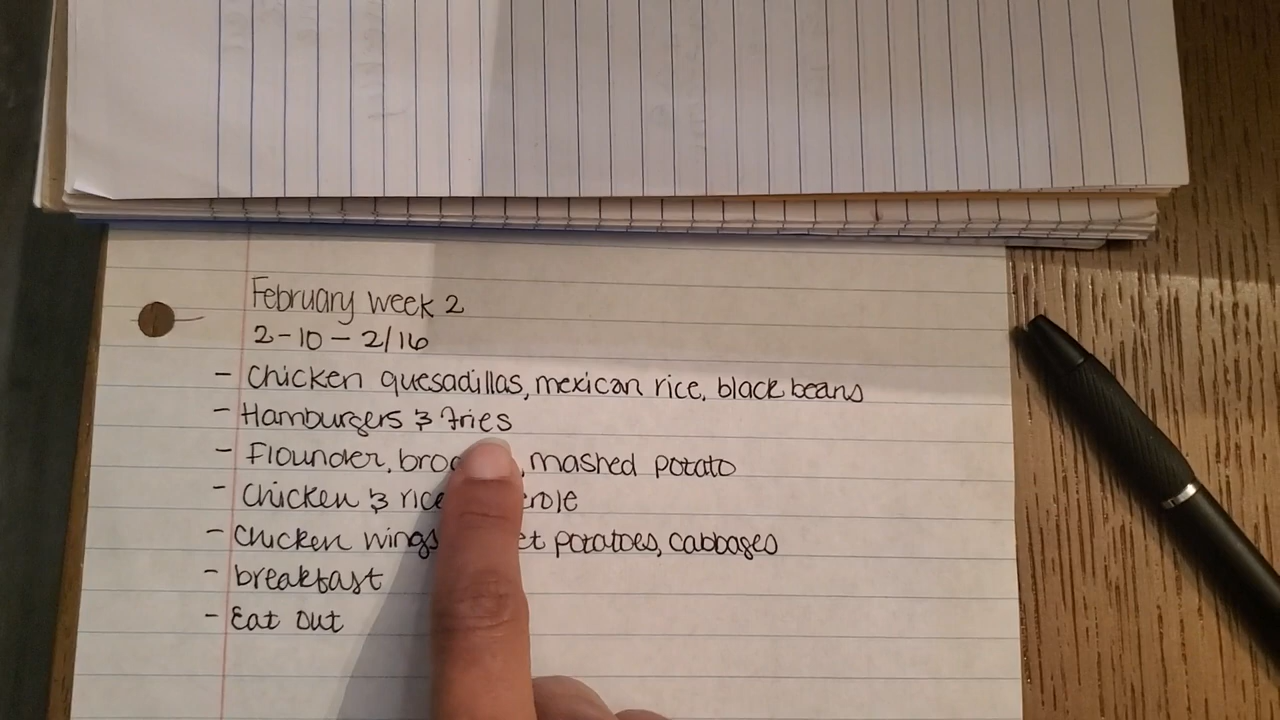 February week 2
2-10 - 2/16
- Chicken quesadillas, mexican rice, black beans
- Hamburgers & fries
- Flounder, , mashed potato
- Chicken & rice
- Chicken wings potatoes, cabbages
- breakfast
- Eat Out